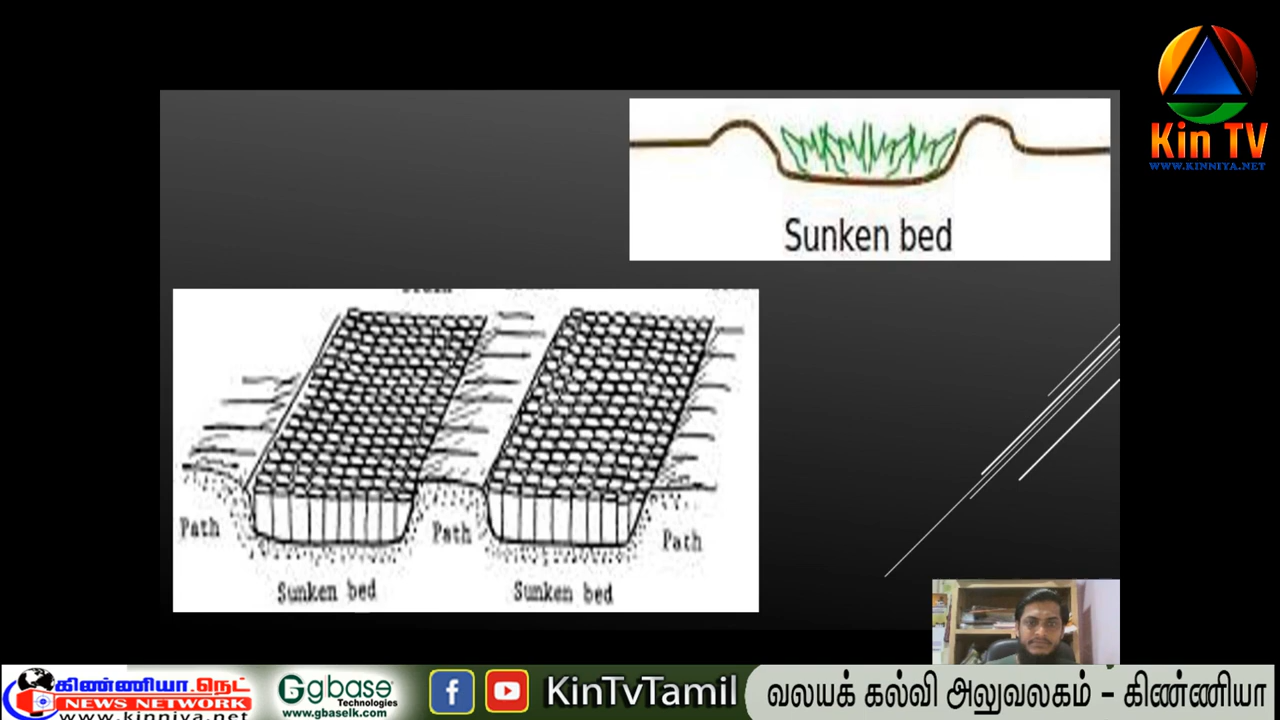 Kin TV
WWW.KINNIYA.NET
Sunken bed
Path
Path
Path
Sunken bed
Sunken bed
கிண்ணியா.நெட்
NEWS NETWORK
www.kinniya.net
Ggbase
Technologies
www.gbaselk.com
KinTvTamil
வலயக் கல்வி அலுவலகம் – கிண்ணியா